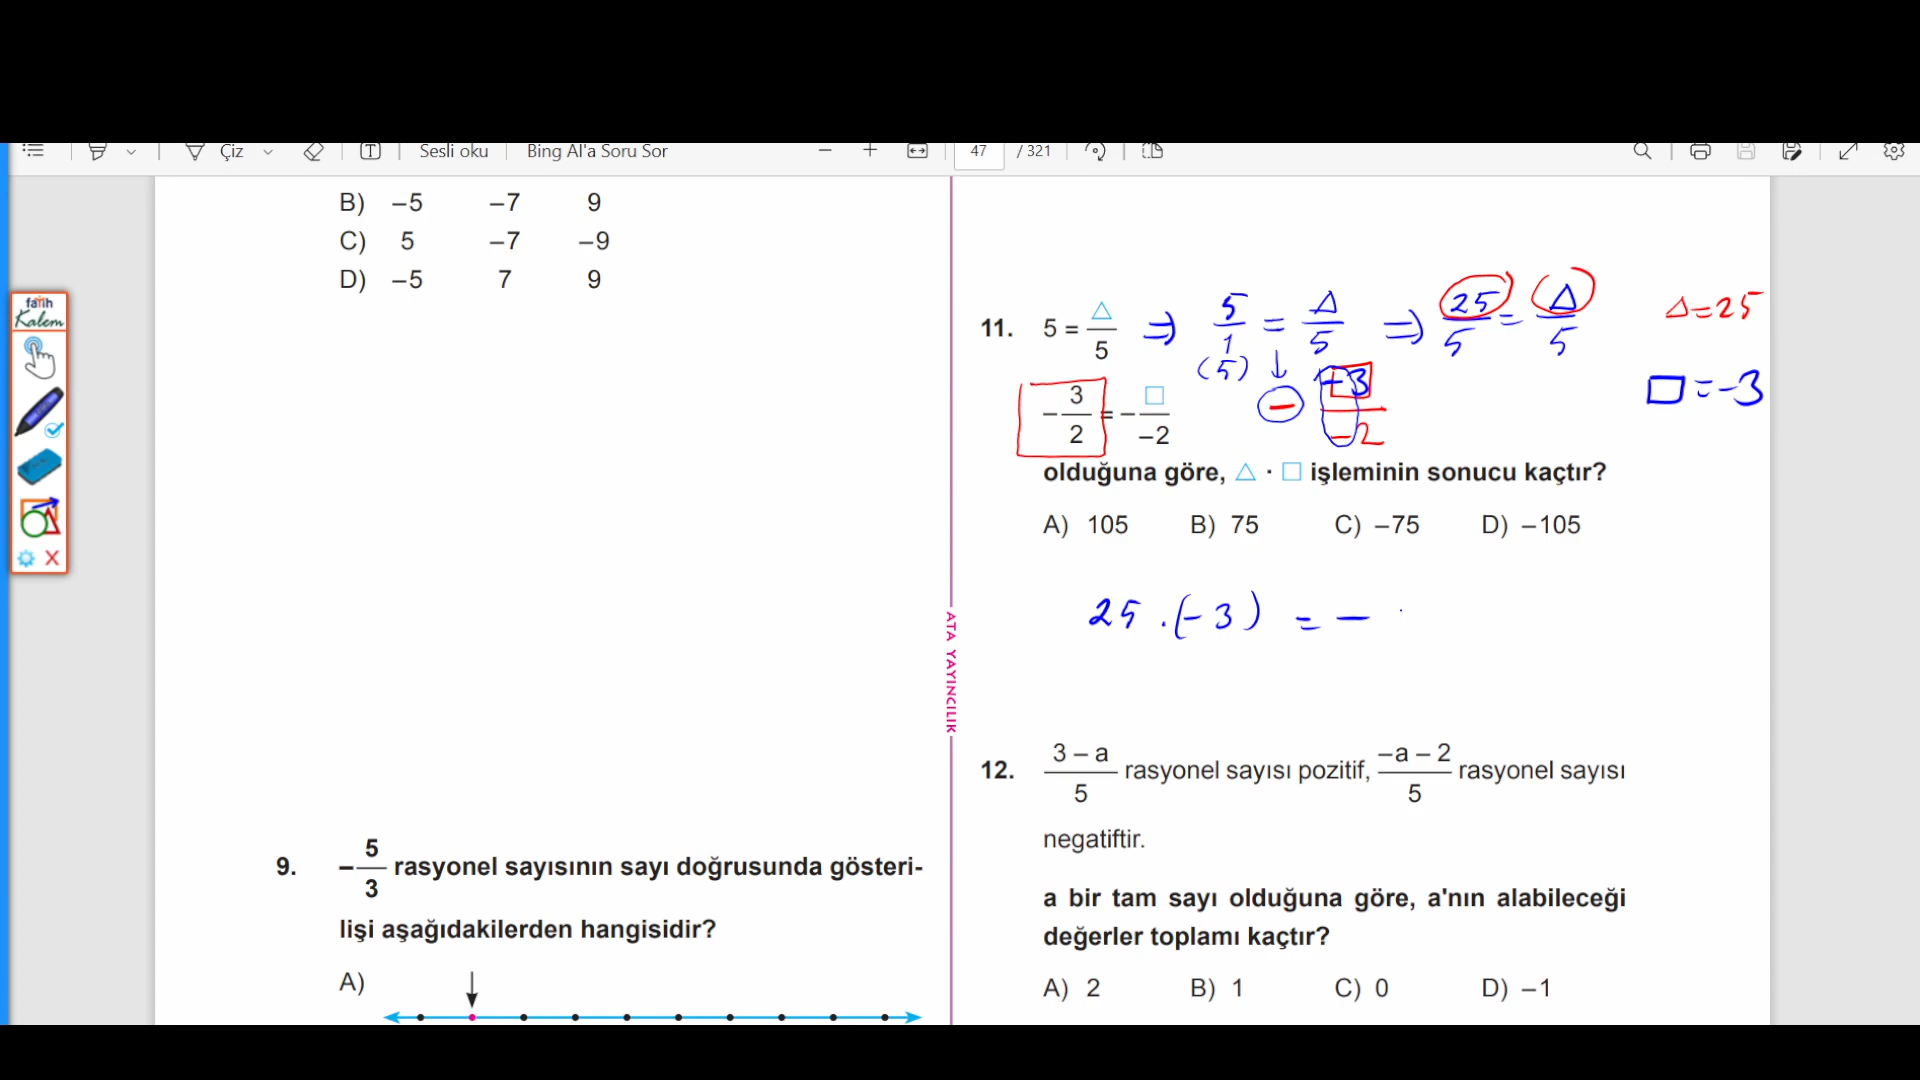 Çiz
Sesli oku
Bing AI'a Soru Sor
47 / 321
fatih
Kalem
B) –5 –7 9
C) 5 –7 –9
D) –5 7 9
9. –5/3 rasyonel sayısının sayı doğrusunda gösteri-
lişi aşağıdakilerden hangisidir?
A)
ATA YAYINCILIK
11. 5 = △/5 ⇒ 5/1 = △/5 ⇒ 25/5 = △/5 △=25
(5)
–3/2 = –□/–2 – –3/–2 □=–3
olduğuna göre, △ · □ işleminin sonucu kaçtır?
A) 105 B) 75 C) –75 D) –105
25 . (–3) = –
12. 3 – a/5 rasyonel sayısı pozitif, –a – 2/5 rasyonel sayısı
negatiftir.
a bir tam sayı olduğuna göre, a'nın alabileceği
değerler toplamı kaçtır?
A) 2 B) 1 C) 0 D) –1